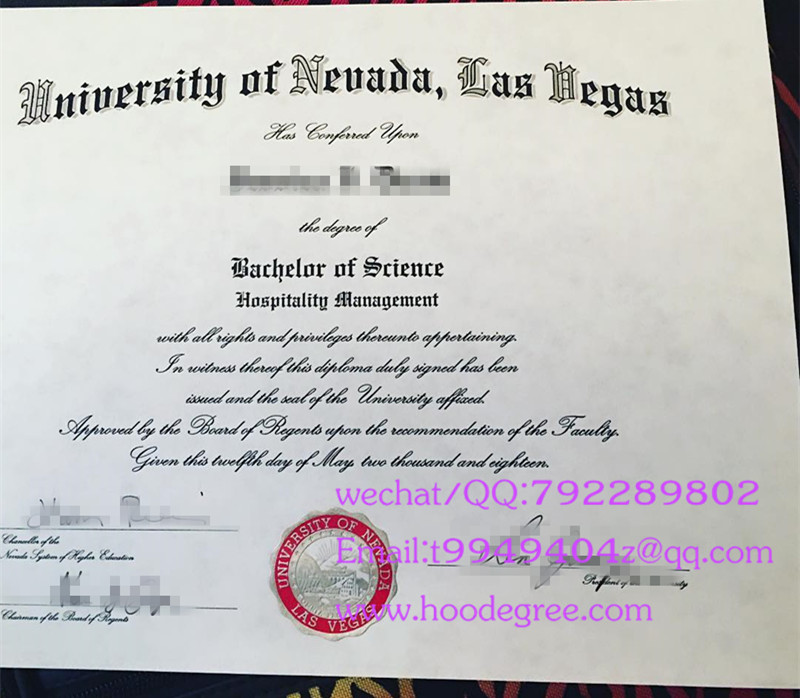 University of Nevada, Las Vegas
Has Conferred Upon
the degree of
Bachelor of Science
Hospitality Management
with all rights and privileges thereunto appertaining.
In witness thereof this diploma duly signed has been
issued and the seal of the University affixed.
Approved by the Board of Regents upon the recommendation of the Faculty.
Given this twelfth day of May, two thousand and eighteen.
wechat/QQ:792289802
Chancellor of the
Nevada System of Higher Education
UNIVERSITY OF NEVADA
LAS VEGAS
Email:t9949404z@qq.com
President of
Chairman of the Board of Regents
www.hoodegree.com